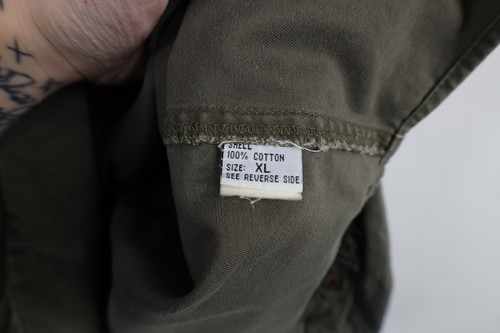 SHELL
100% COTTON
SIZE: XL
SEE REVERSE SIDE